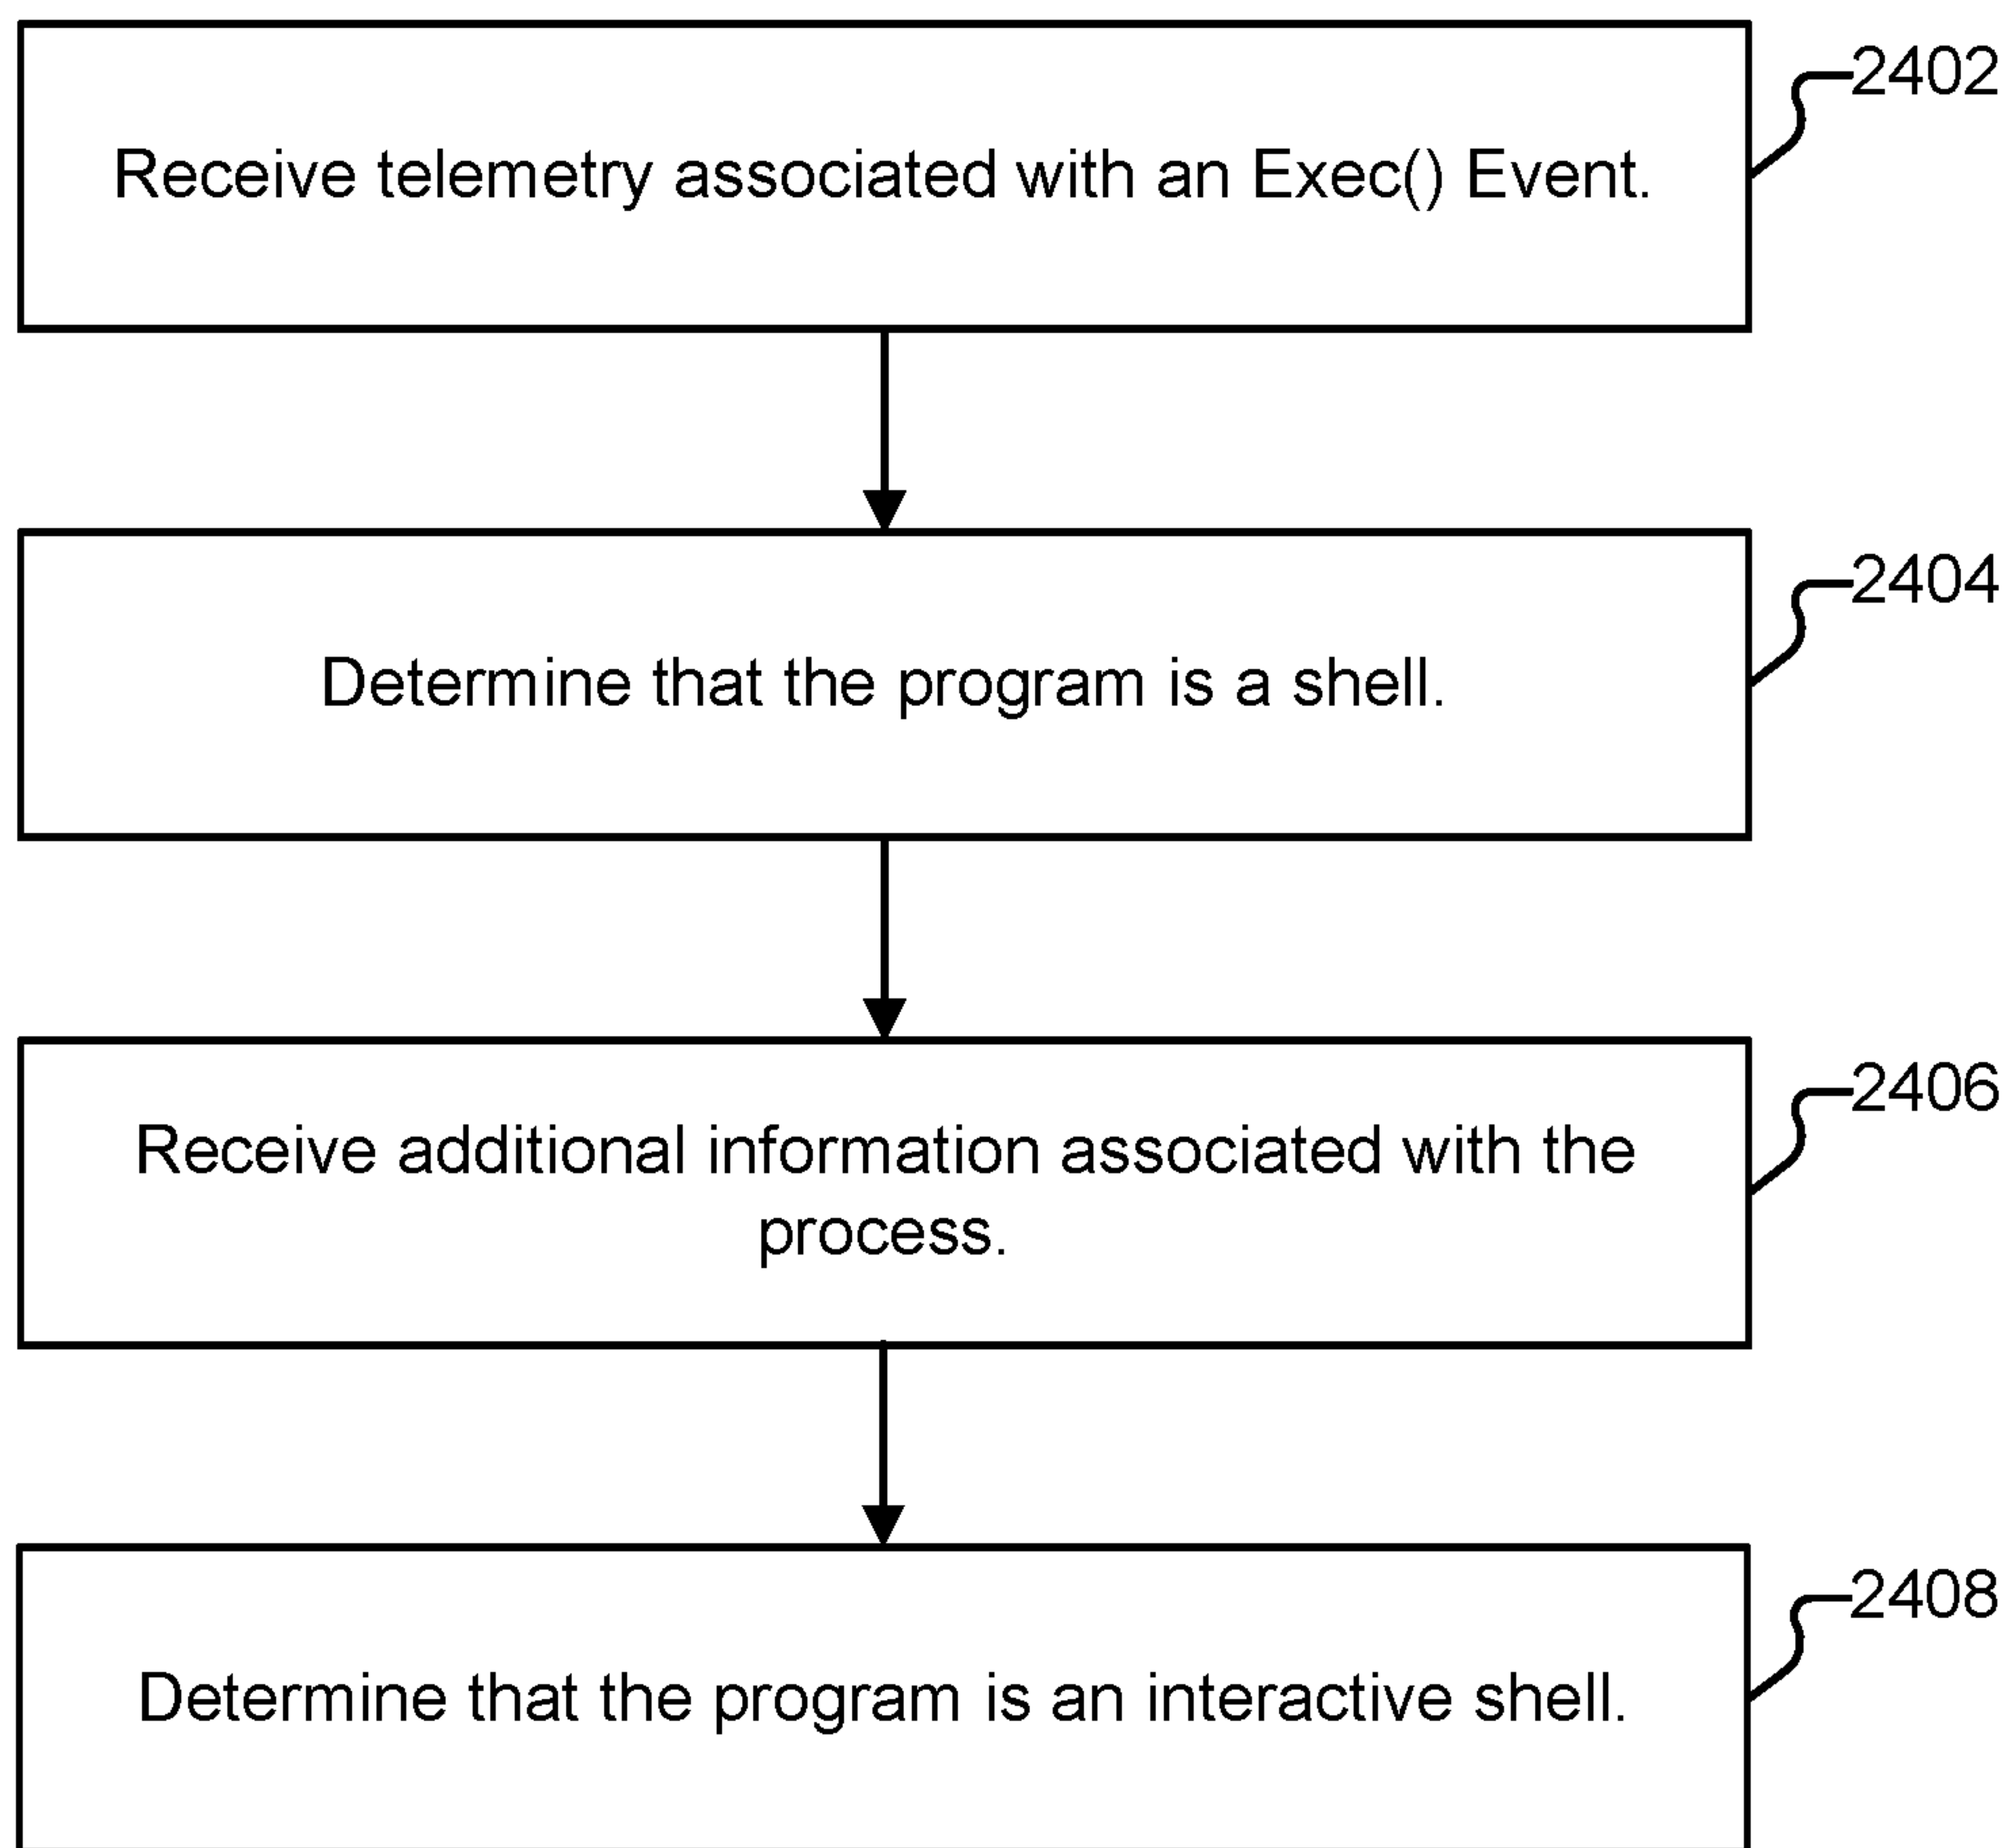 2402
Receive telemetry associated with an Exec() Event.
2404
Determine that the program is a shell.
2406
Receive additional information associated with the
process.
2408
Determine that the program is an interactive shell.